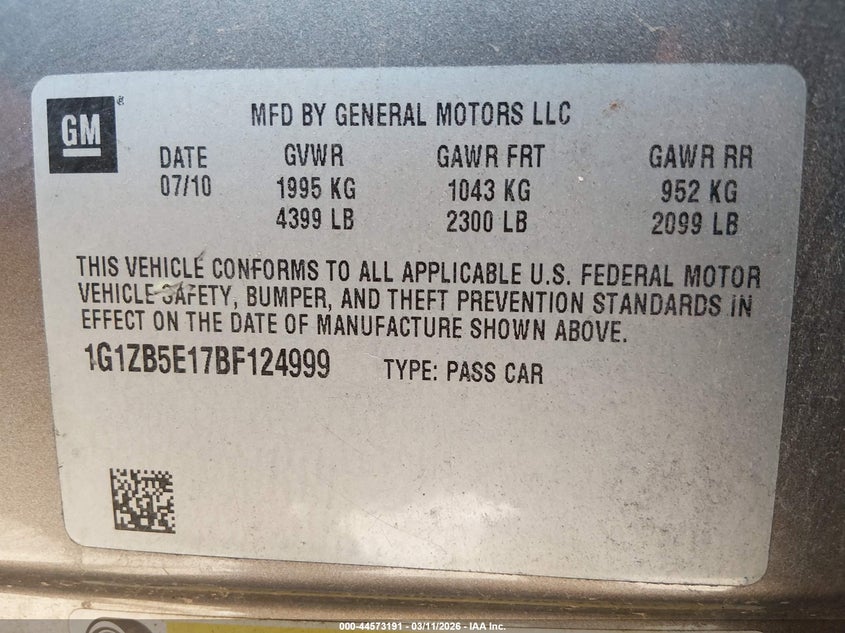 GM
MFD BY GENERAL MOTORS LLC
DATE GVWR GAWR FRT GAWR RR
07/10 1995 KG 1043 KG 952 KG
4399 LB 2300 LB 2099 LB
THIS VEHICLE CONFORMS TO ALL APPLICABLE U.S. FEDERAL MOTOR
VEHICLE SAFETY, BUMPER, AND THEFT PREVENTION STANDARDS IN
EFFECT ON THE DATE OF MANUFACTURE SHOWN ABOVE.
1G1ZB5E17BF124999 TYPE: PASS CAR
000-44573191 - 03/11/2026 - IAA Inc.